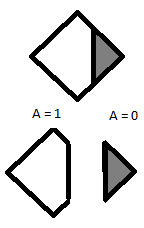 A = 1 A = 0